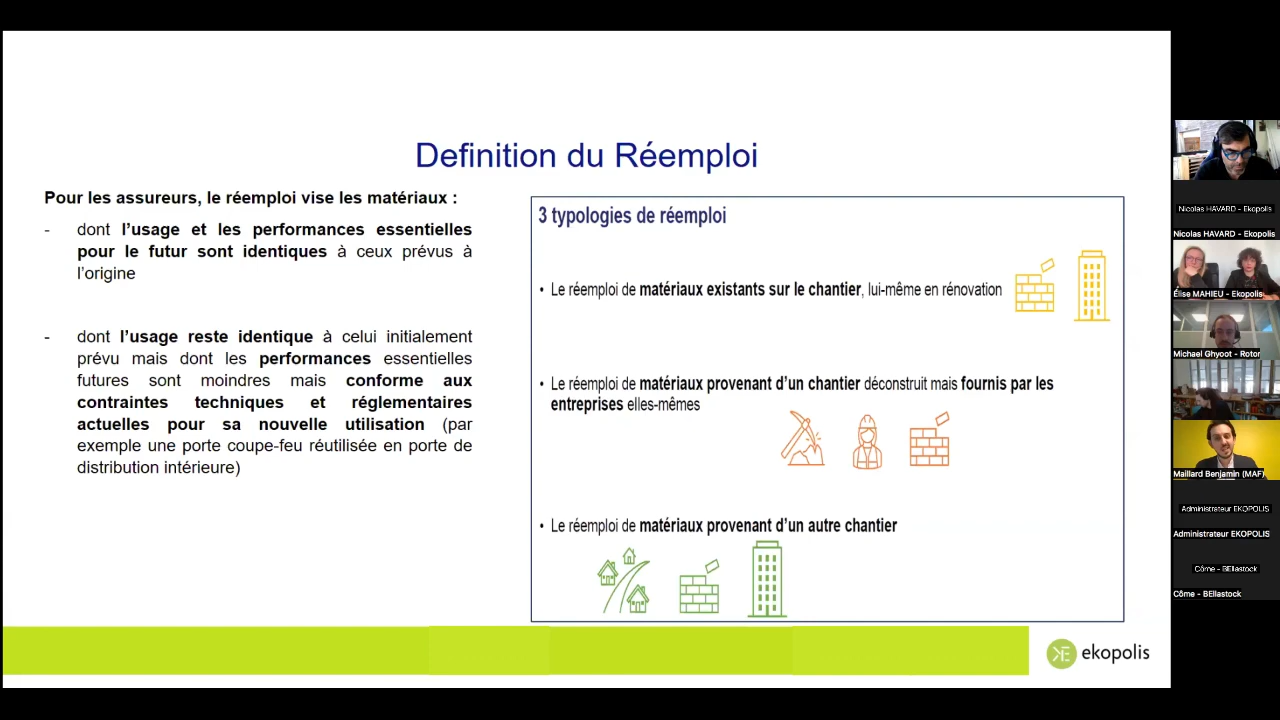 Definition du Réemploi
Pour les assureurs, le réemploi vise les matériaux :
- dont l'usage et les performances essentielles
pour le futur sont identiques à ceux prévus à
l'origine
- dont l'usage reste identique à celui initialement
prévu mais dont les performances essentielles
futures sont moindres mais conforme aux
contraintes techniques et réglementaires
actuelles pour sa nouvelle utilisation (par
exemple une porte coupe-feu réutilisée en porte de
distribution intérieure)
3 typologies de réemploi
• Le réemploi de matériaux existants sur le chantier, lui-même en rénovation
• Le réemploi de matériaux provenant d'un chantier déconstruit mais fournis par les
entreprises elles-mêmes
• Le réemploi de matériaux provenant d'un autre chantier
ekopolis
Nicolas HAVARD - Ekopolis
Nicolas HAVARD - Ekopolis
Élise MAHIEU - Ekopolis
Michael Ghyoot - Rotor
Maillard Benjamin (MAF)
Administrateur EKOPOLIS
Administrateur EKOPOLIS
Côme - BEllastock
Côme - BEllastock